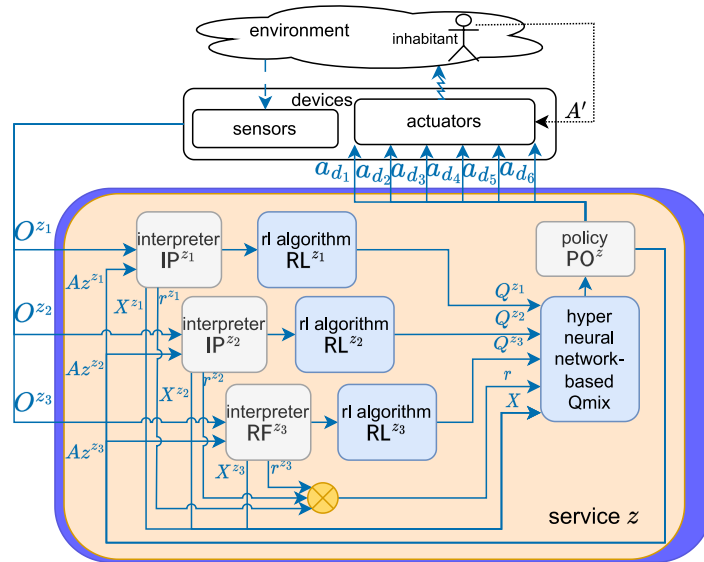 environment
inhabitant
devices
sensors
actuators
A′
a_{d_1} a_{d_2} a_{d_3} a_{d_4} a_{d_5} a_{d_6}
O^{z_1}
interpreter
IP^{z_1}
rl algorithm
RL^{z_1}
policy
PO^z
Az^{z_1}
X^{z_1}
r^{z_1}
Q^{z_1}
O^{z_2}
interpreter
IP^{z_2}
rl algorithm
RL^{z_2}
Q^{z_2}
hyper
neural
network-
based
Qmix
Az^{z_2}
X^{z_2}
r^{z_2}
Q^{z_3}
r
X
O^{z_3}
interpreter
RF^{z_3}
rl algorithm
RL^{z_3}
Az^{z_3}
X^{z_3}
r^{z_3}
service z